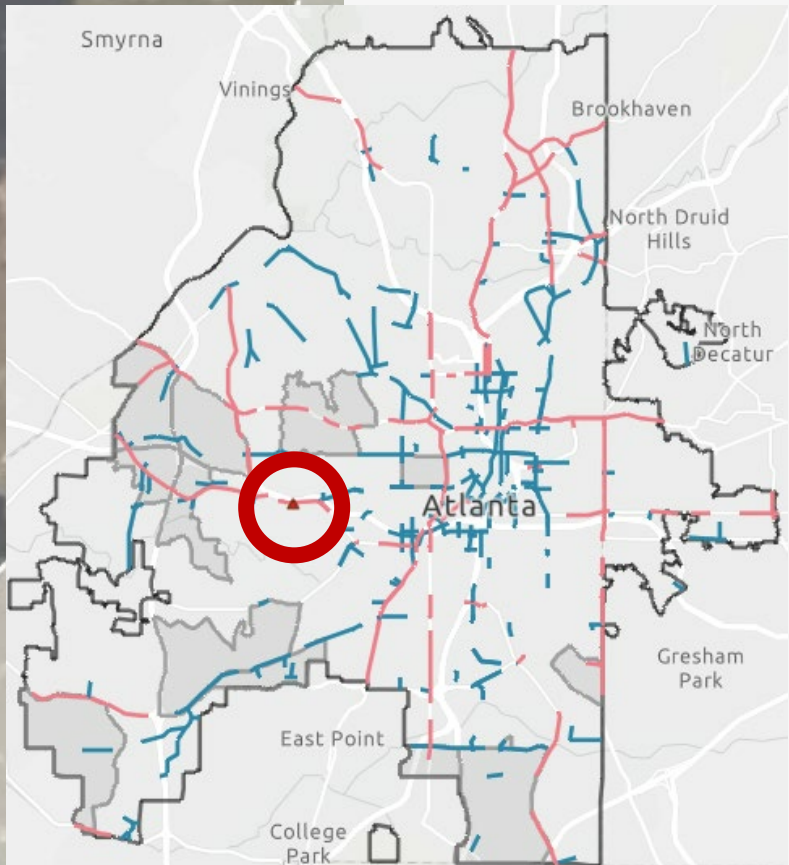 Smyrna
Vinings
Brookhaven
North Druid
Hills
North
Decatur
Atlanta
Gresham
Park
East Point
College
Park